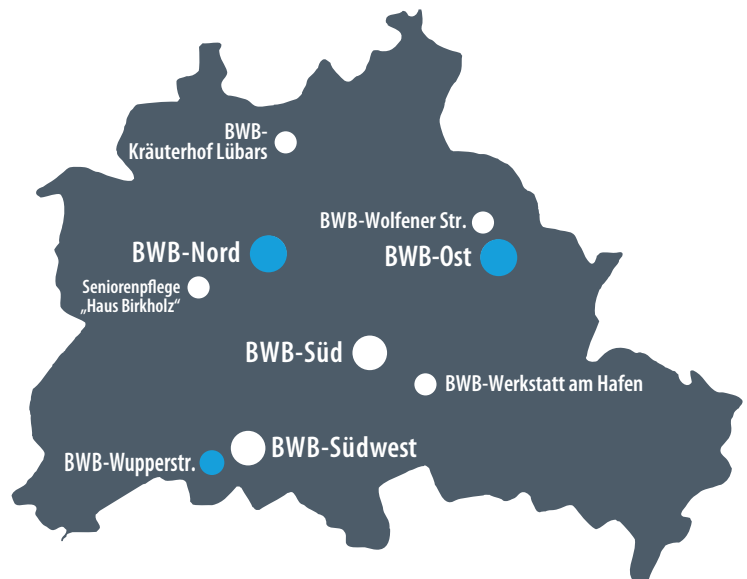 BWB-
Kräuterhof Lübars
BWB-Wolfener Str.
BWB-Nord
BWB-Ost
Seniorenpflege
„Haus Birkholz“
BWB-Süd
BWB-Werkstatt am Hafen
BWB-Südwest
BWB-Wupperstr.